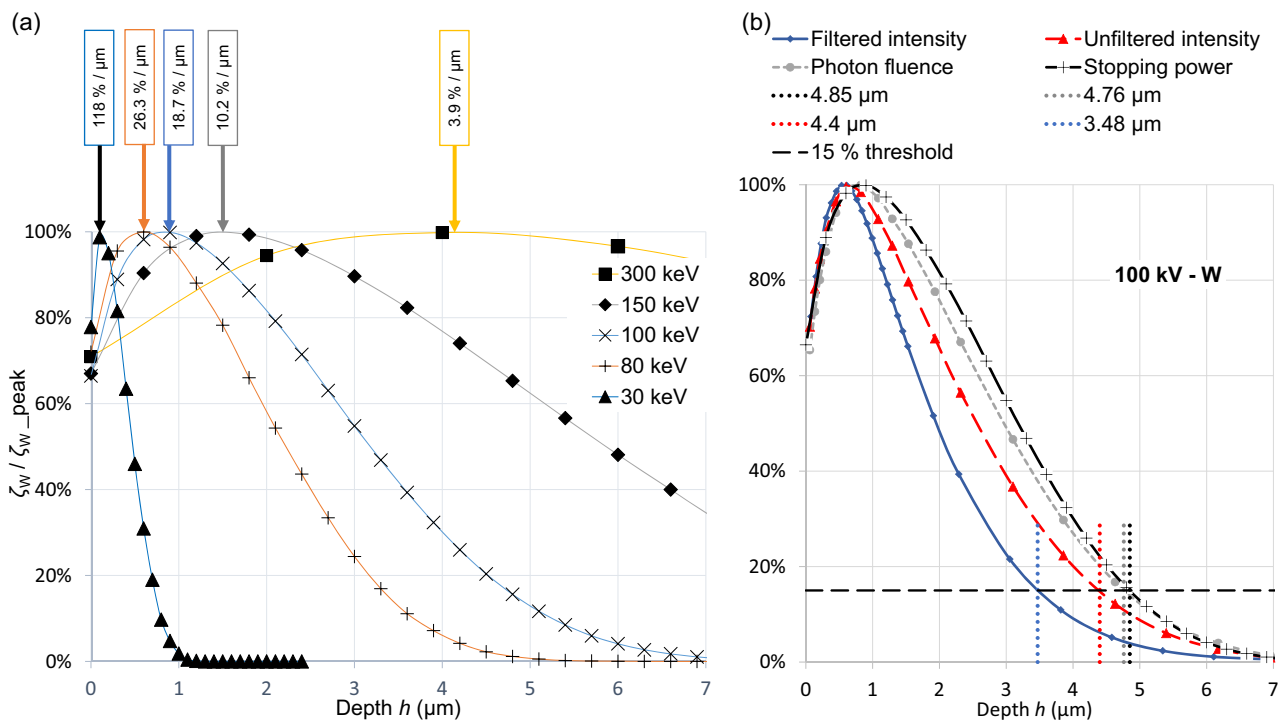 (a)
118 % / µm
26.3 % / µm
18.7 % / µm
10.2 % / µm
3.9 % / µm
100%
80%
60%
40%
20%
0%
ζW / ζW_peak
300 keV
150 keV
100 keV
80 keV
30 keV
0 1 2 3 4 5 6 7
Depth h (µm)
(b)
Filtered intensity Unfiltered intensity
Photon fluence Stopping power
4.85 µm 4.76 µm
4.4 µm 3.48 µm
15 % threshold
100%
80%
60%
40%
20%
0%
100 kV - W
0 1 2 3 4 5 6 7
Depth h (µm)